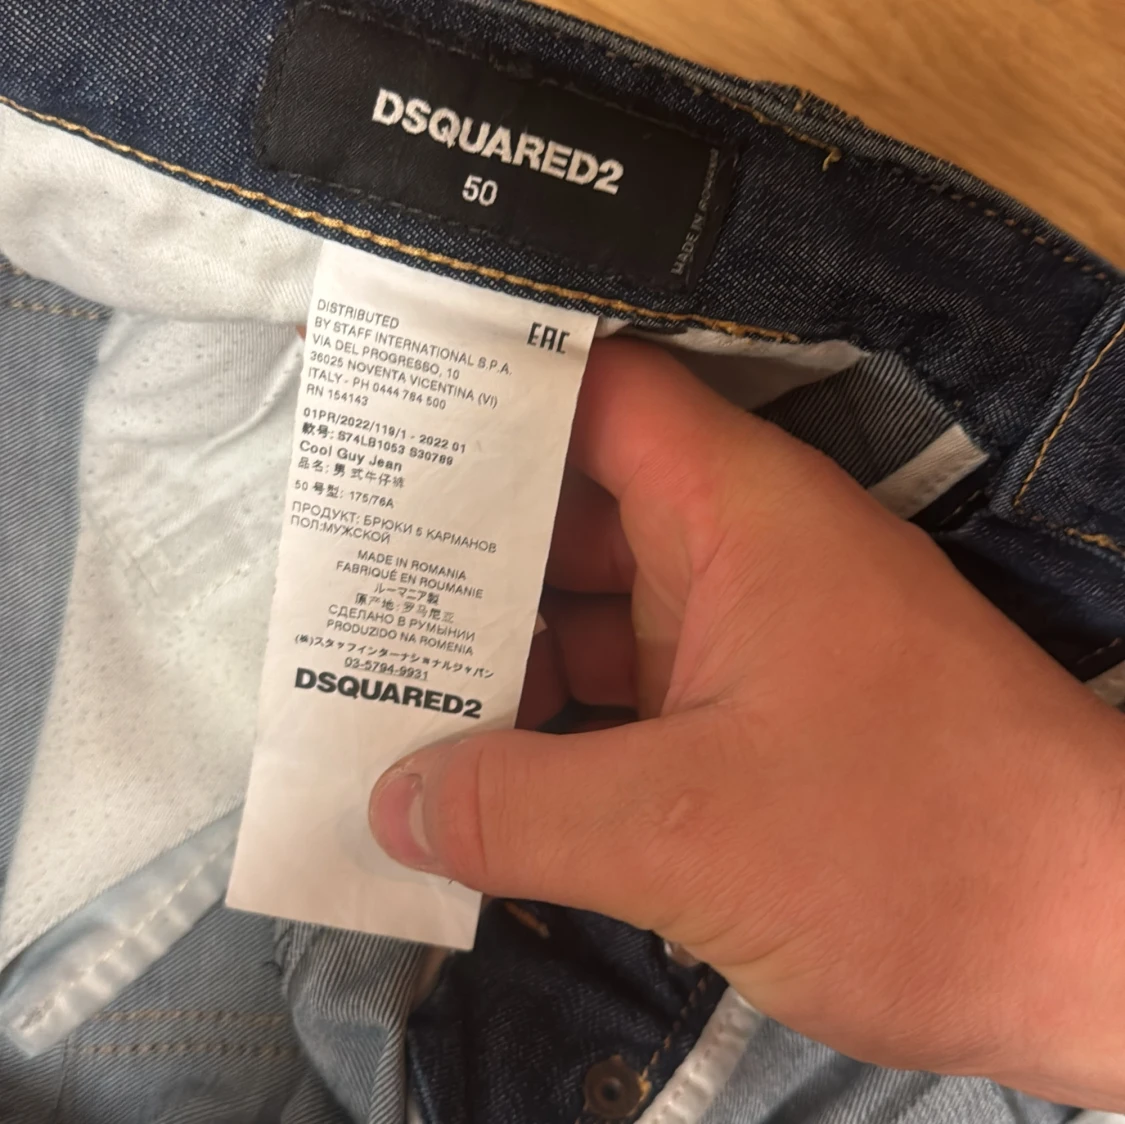 DSQUARED2
50
MADE IN
DISTRIBUTED
BY STAFF INTERNATIONAL S.P.A.
VIA DEL PROGRESSO, 10
36025 NOVENTA VICENTINA (VI)
ITALY - PH 0444 784 500
RN 154143
EAC
01PR/2022/119/1 - 2022 01
款号: S74LB1053 S30789
Cool Guy Jean
品名: 男式牛仔裤
50 号型: 175/76A
ПРОДУКТ: БРЮКИ 5 КАРМАНОВ
ПОЛ:МУЖСКОЙ
MADE IN ROMANIA
FABRIQUÉ EN ROUMANIE
ルーマニア製
原产地: 罗马尼亚
СДЕЛАНО В РУМЫНИИ
PRODUZIDO NA ROMENIA
(株)スタッフインターナショナルジャパン
03-5794-9931
DSQUARED2